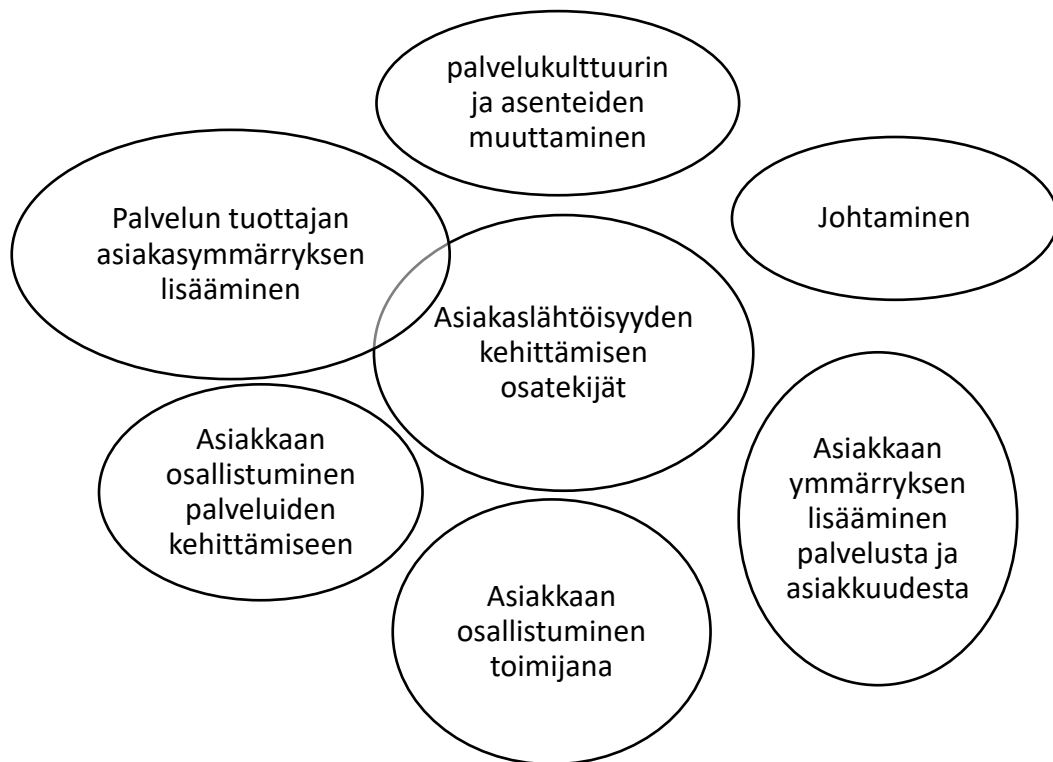 palvelukulttuurin
ja asenteiden
muuttaminen
Palvelun tuottajan
asiakasymmärryksen
lisääminen
Johtaminen
Asiakaslähtöisyyden
kehittämisen
osatekijät
Asiakkaan
osallistuminen
palveluiden
kehittämiseen
Asiakkaan
ymmärryksen
lisääminen
palvelusta ja
asiakkuudesta
Asiakkaan
osallistuminen
toimijana